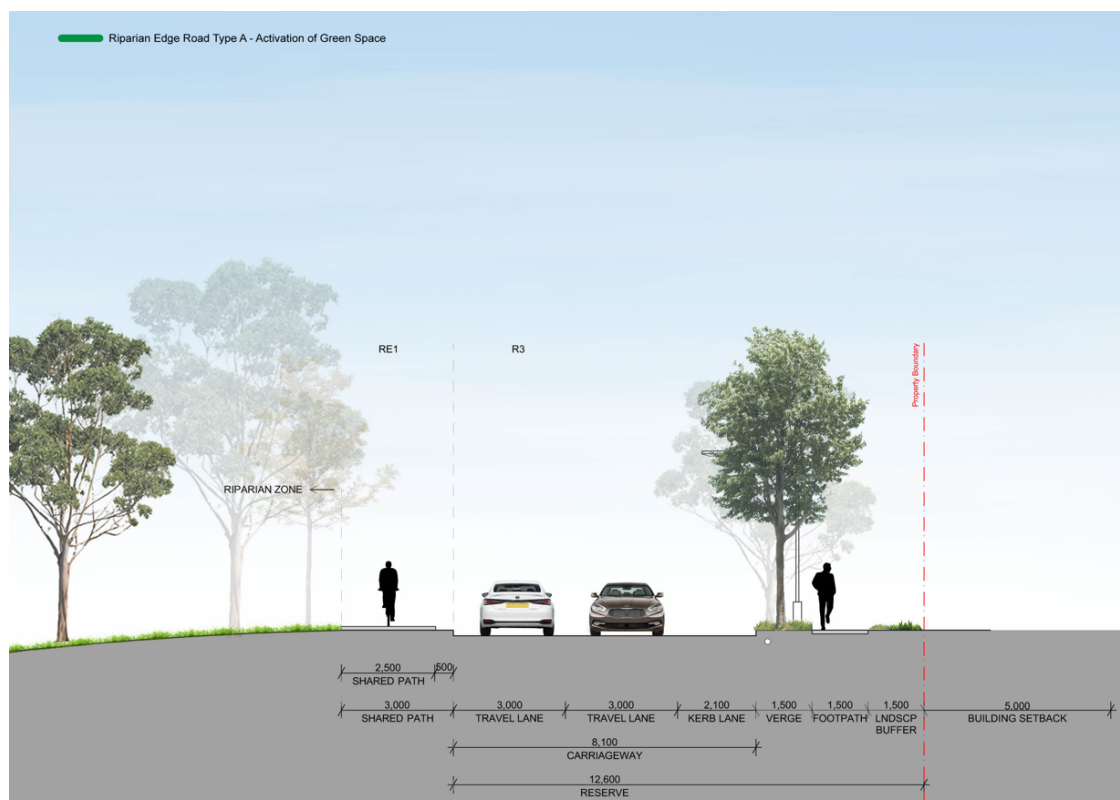 Riparian Edge Road Type A - Activation of Green Space
RE1
R3
Property Boundary
RIPARIAN ZONE
2,500
500
SHARED PATH
3,000
3,000
3,000
2,100
1,500
1,500
1,500
5,000
SHARED PATH
TRAVEL LANE
TRAVEL LANE
KERB LANE
VERGE
FOOTPATH
LNDSCP
BUFFER
BUILDING SETBACK
8,100
CARRIAGEWAY
12,600
RESERVE